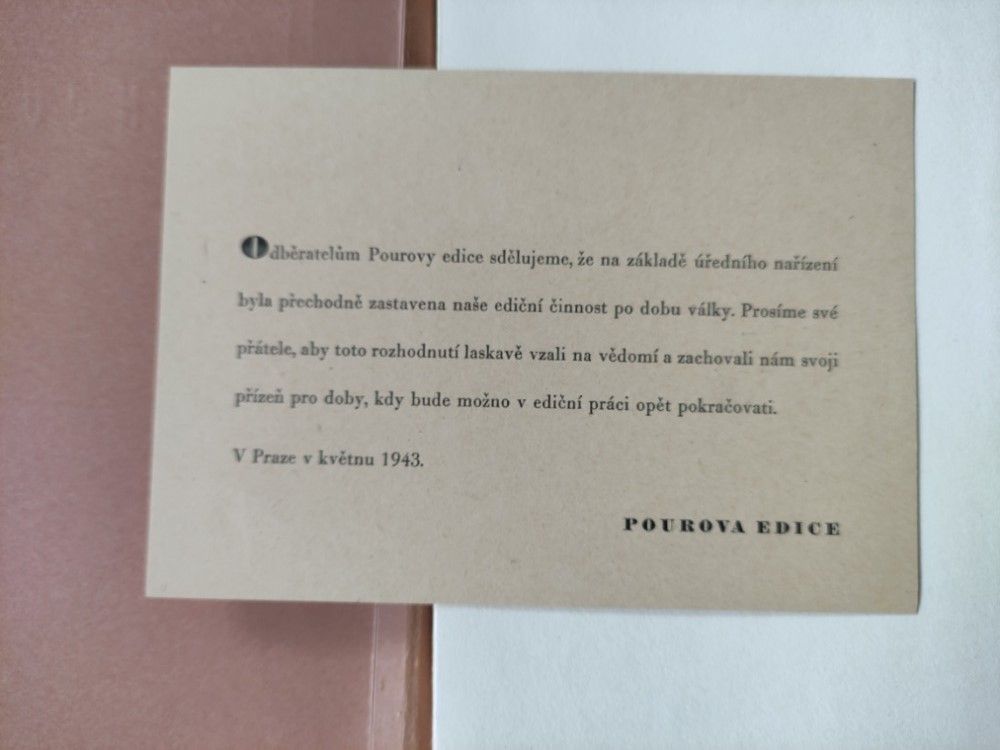 Odběratelům Pourovy edice sdělujeme, že na základě úředního nařízení
byla přechodně zastavena naše ediční činnost po dobu války. Prosíme své
přátele, aby toto rozhodnutí laskavě vzali na vědomí a zachovali nám svoji
přízeň pro doby, kdy bude možno v ediční práci opět pokračovati.
V Praze v květnu 1943.
POUROVA EDICE